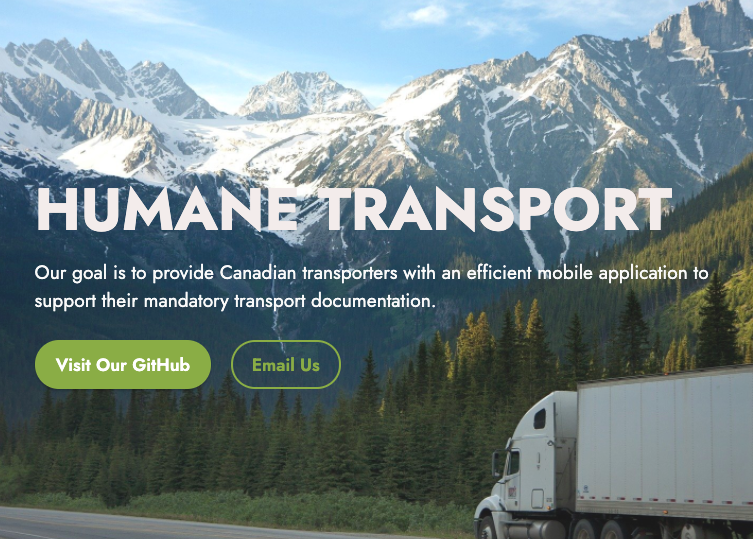 HUMANE TRANSPORT
Our goal is to provide Canadian transporters with an efficient mobile application to
support their mandatory transport documentation.
Visit Our GitHub
Email Us